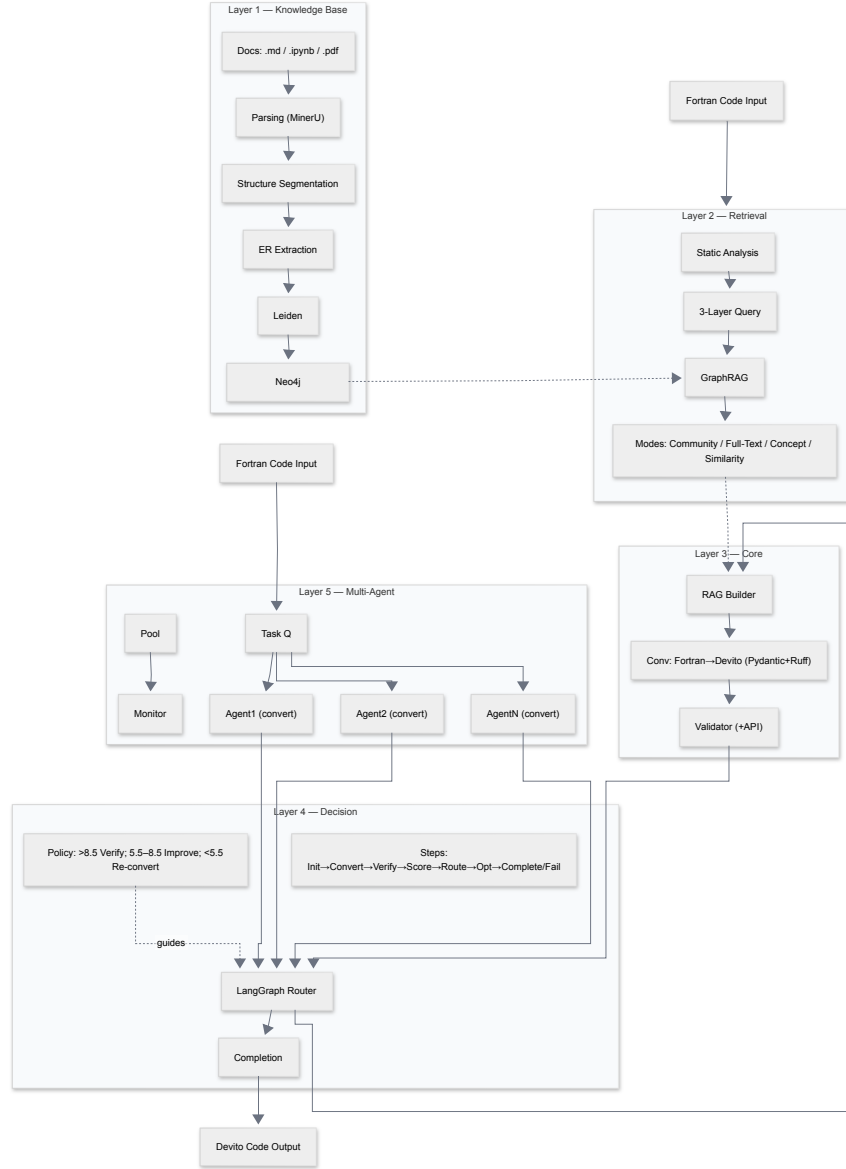 Layer 1 — Knowledge Base
Docs: .md / .ipynb / .pdf
Parsing (MinerU)
Structure Segmentation
ER Extraction
Leiden
Neo4j
Fortran Code Input
Layer 2 — Retrieval
Static Analysis
3-Layer Query
GraphRAG
Modes: Community / Full-Text / Concept /
Similarity
Layer 3 — Core
RAG Builder
Conv: Fortran→Devito (Pydantic+Ruff)
Validator (+API)
Fortran Code Input
Layer 5 — Multi-Agent
Pool
Task Q
Monitor
Agent1 (convert)
Agent2 (convert)
AgentN (convert)
Layer 4 — Decision
Policy: >8.5 Verify; 5.5–8.5 Improve; <5.5
Re-convert
Steps:
Init→Convert→Verify→Score→Route→Opt→Complete/Fail
guides
LangGraph Router
Completion
Devito Code Output